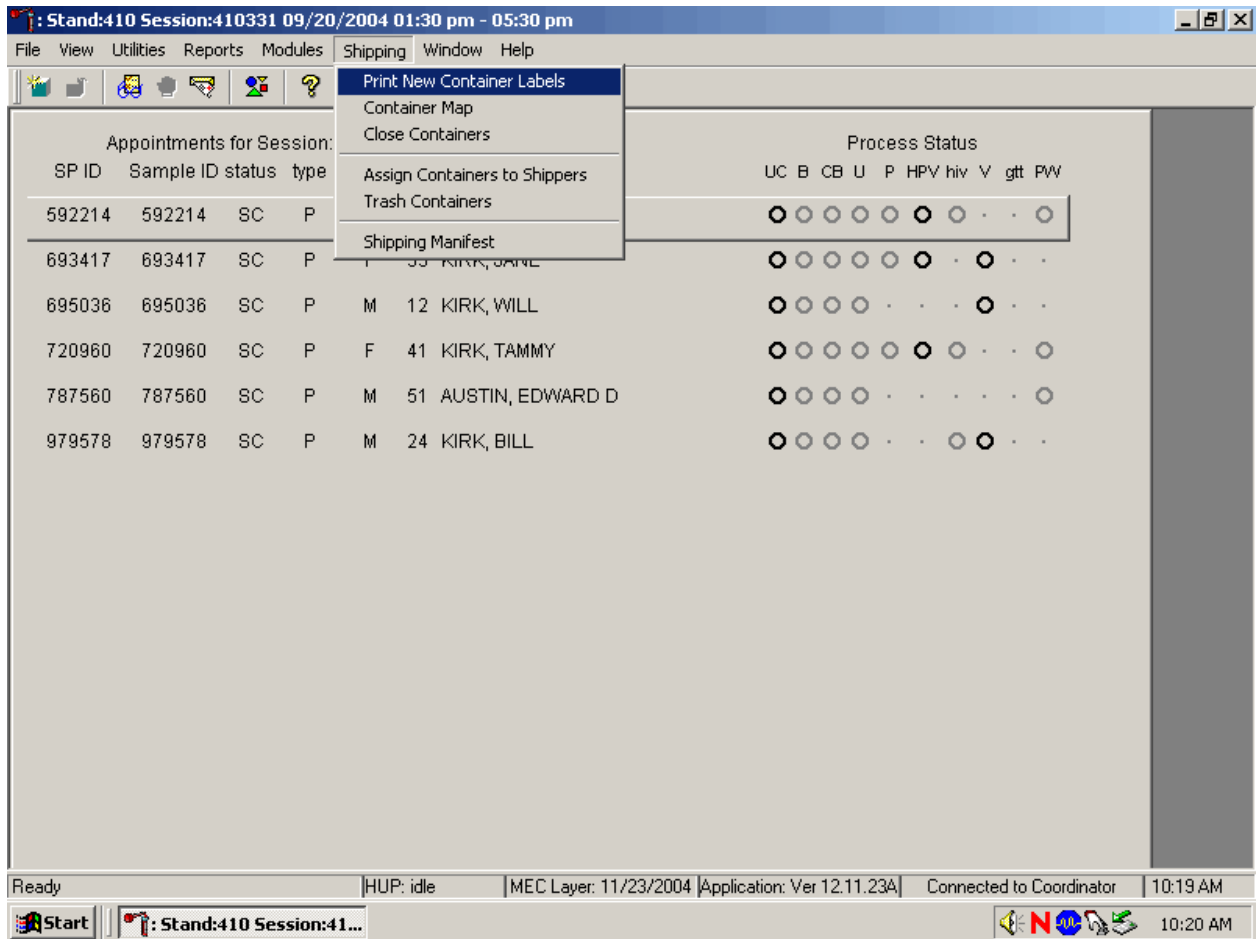 : Stand:410 Session:410331 09/20/2004 01:30 pm - 05:30 pm
File View Utilities Reports Modules Shipping Window Help
Print New Container Labels
Container Map
Close Containers
Assign Containers to Shippers
Trash Containers
Shipping Manifest
Appointments for Session:
Process Status
SP ID Sample ID status type
UC B CB U P HPV hiv V gtt PW
592214 592214 SC P
693417 693417 SC P F 33 KIRK, JANE
695036 695036 SC P M 12 KIRK, WILL
720960 720960 SC P F 41 KIRK, TAMMY
787560 787560 SC P M 51 AUSTIN, EDWARD D
979578 979578 SC P M 24 KIRK, BILL
Ready HUP: idle MEC Layer: 11/23/2004 Application: Ver 12.11.23A Connected to Coordinator 10:19 AM
Start : Stand:410 Session:41... N 10:20 AM